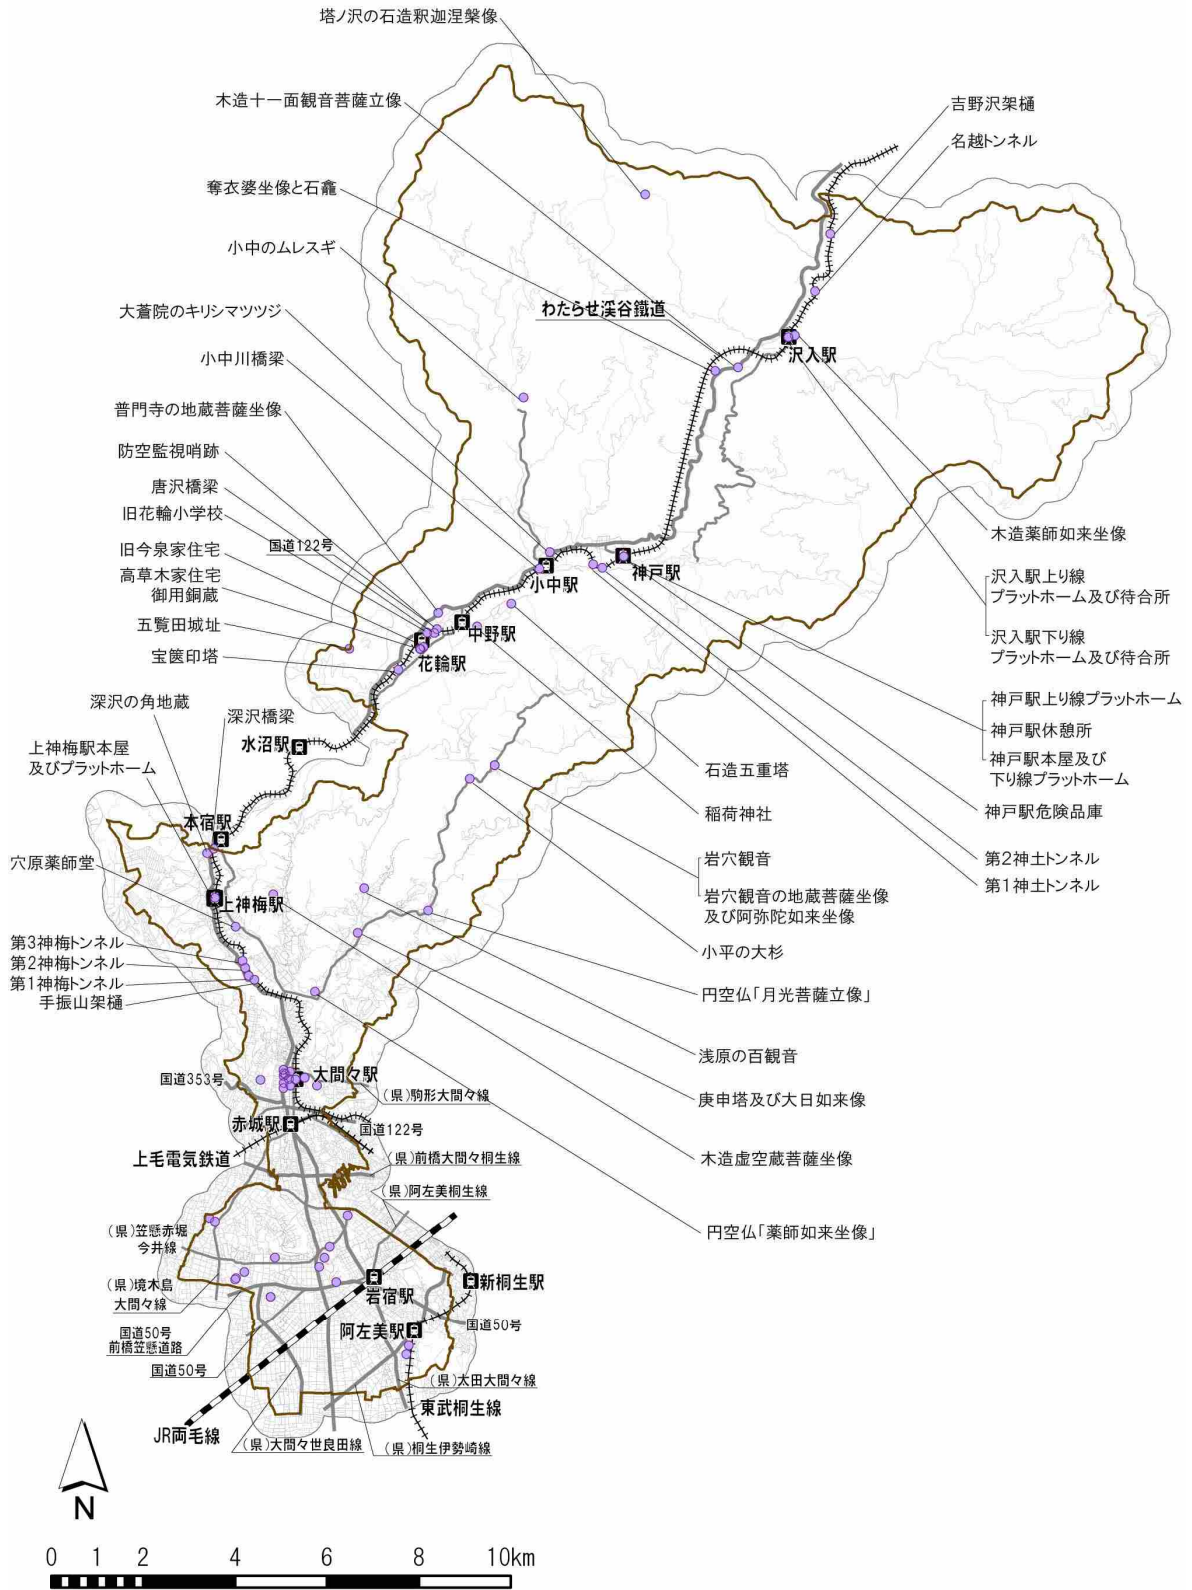 塔ノ沢の石造釈迦涅槃像
木造十一面観音菩薩立像
吉野沢架樋
名越トンネル
奪衣婆坐像と石龕
小中のムレスギ
わたらせ渓谷鐵道
大蒼院のキリシマツツジ
沢入駅
小中川橋梁
普門寺の地蔵菩薩坐像
防空監視哨跡
唐沢橋梁
旧花輪小学校
国道122号
旧今泉家住宅
高草木家住宅
御用銅蔵
五覧田城址
宝篋印塔
木造薬師如来坐像
沢入駅上り線
プラットホーム及び待合所
沢入駅下り線
プラットホーム及び待合所
神戸駅
小中駅
中野駅
花輪駅
神戸駅上り線プラットホーム
神戸駅休憩所
神戸駅本屋及び
下り線プラットホーム
深沢の角地蔵
深沢橋梁
水沼駅
上神梅駅本屋
及びプラットホーム
石造五重塔
稲荷神社
神戸駅危険品庫
本宿駅
穴原薬師堂
岩穴観音
第2神土トンネル
第1神土トンネル
岩穴観音の地蔵菩薩坐像
及び阿弥陀如来坐像
上神梅駅
第3神梅トンネル
第2神梅トンネル
第1神梅トンネル
手振山架樋
小平の大杉
円空仏「月光菩薩立像」
浅原の百観音
国道353号
大間々駅
(県)駒形大間々線
庚申塔及び大日如来像
赤城駅
国道122号
上毛電気鉄道
(県)前橋大間々桐生線
木造虚空蔵菩薩坐像
(県)阿左美桐生線
(県)笠懸赤堀
今井線
円空仏「薬師如来坐像」
(県)境木島
大間々線
岩宿駅
新桐生駅
国道50号
前橋笠懸道路
阿左美駅
国道50号
国道50号
(県)太田大間々線
東武桐生線
JR両毛線
(県)大間々世良田線
(県)桐生伊勢崎線
N
0 1 2 4 6 8 10km